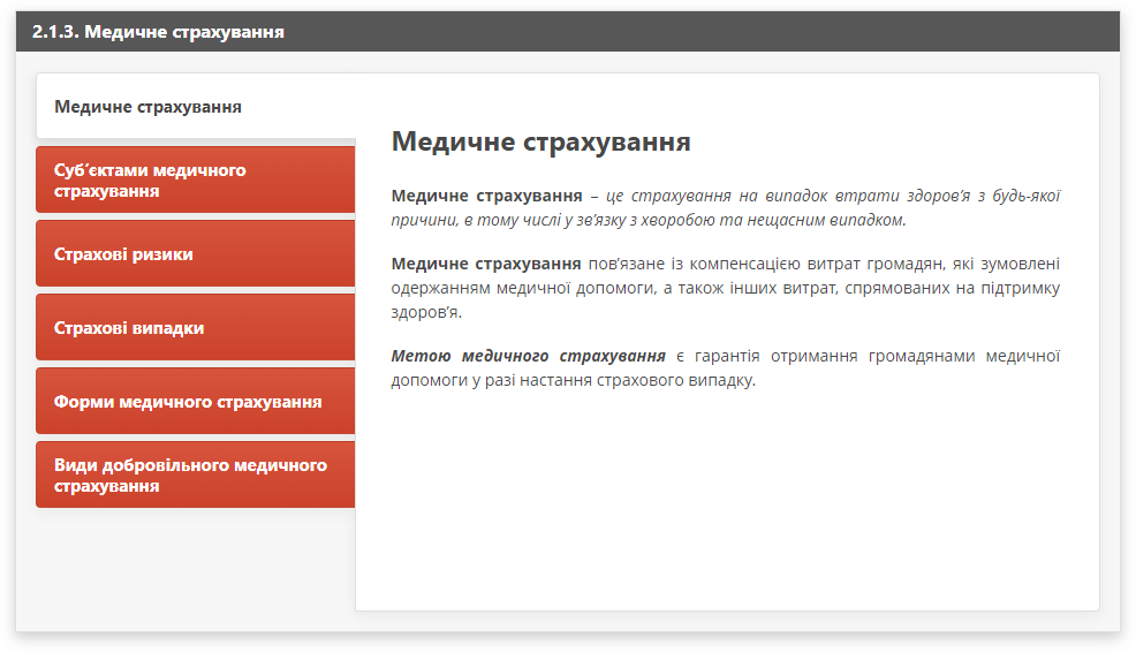 2.1.3. Медичне страхування
Медичне страхування
Суб’єктами медичного
страхування
Страхові ризики
Страхові випадки
Форми медичного страхування
Види добровільного медичного
страхування
Медичне страхування
Медичне страхування – це страхування на випадок втрати здоров’я з будь-якої
причини, в тому числі у зв’язку з хворобою та нещасним випадком.
Медичне страхування пов’язане із компенсацією витрат громадян, які зумовлені
одержанням медичної допомоги, а також інших витрат, спрямованих на підтримку
здоров’я.
Метою медичного страхування є гарантія отримання громадянами медичної
допомоги у разі настання страхового випадку.